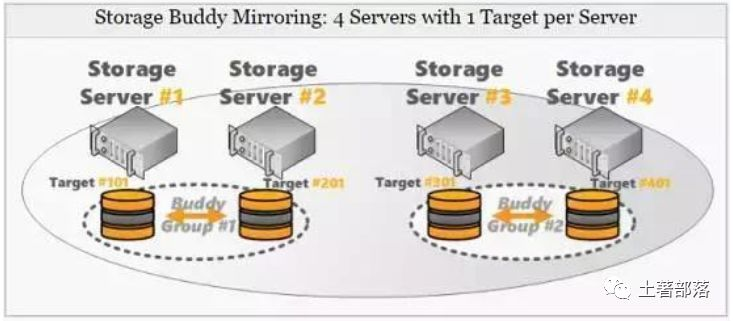 Storage Buddy Mirroring: 4 Servers with 1 Target per Server
Storage
Server #1
Storage
Server #2
Storage
Server #3
Storage
Server #4
Target #101
Target #201
Target #301
Target #401
Buddy
Group #1
Buddy
Group #2
土著部落